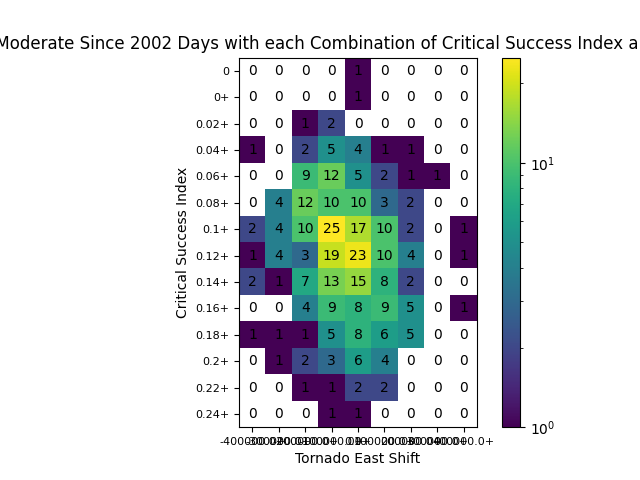 Moderate Since 2002 Days with each Combination of Critical Success Index a
0 0 0 0 0 1 0 0 0 0
0+ 0 0 0 0 1 0 0 0 0
0.02+ 0 0 1 2 0 0 0 0 0
0.04+ 1 0 2 5 4 1 1 0 0
0.06+ 0 0 9 12 5 2 1 1 0
0.08+ 0 4 12 10 10 3 2 0 0
0.1+ 2 4 10 25 17 10 2 0 1
0.12+ 1 4 3 19 23 10 4 0 1
0.14+ 2 1 7 13 15 8 2 0 0
0.16+ 0 0 4 9 8 9 5 0 1
0.18+ 1 1 1 5 8 6 5 0 0
0.2+ 0 1 2 3 6 4 0 0 0
0.22+ 0 0 1 1 2 2 0 0 0
0.24+ 0 0 0 1 1 0 0 0 0
Critical Success Index
Tornado East Shift
10^1
10^0